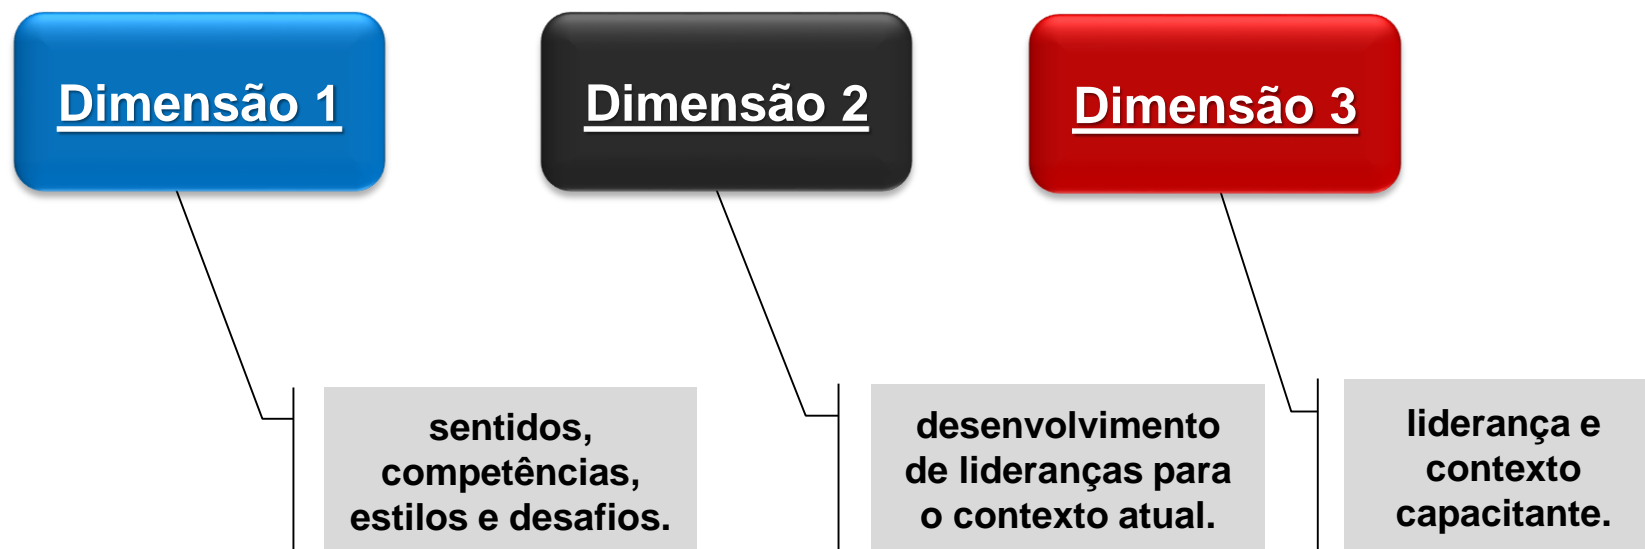 Dimensão 1
Dimensão 2
Dimensão 3
sentidos,
competências,
estilos e desafios.
desenvolvimento
de lideranças para
o contexto atual.
liderança e
contexto
capacitante.